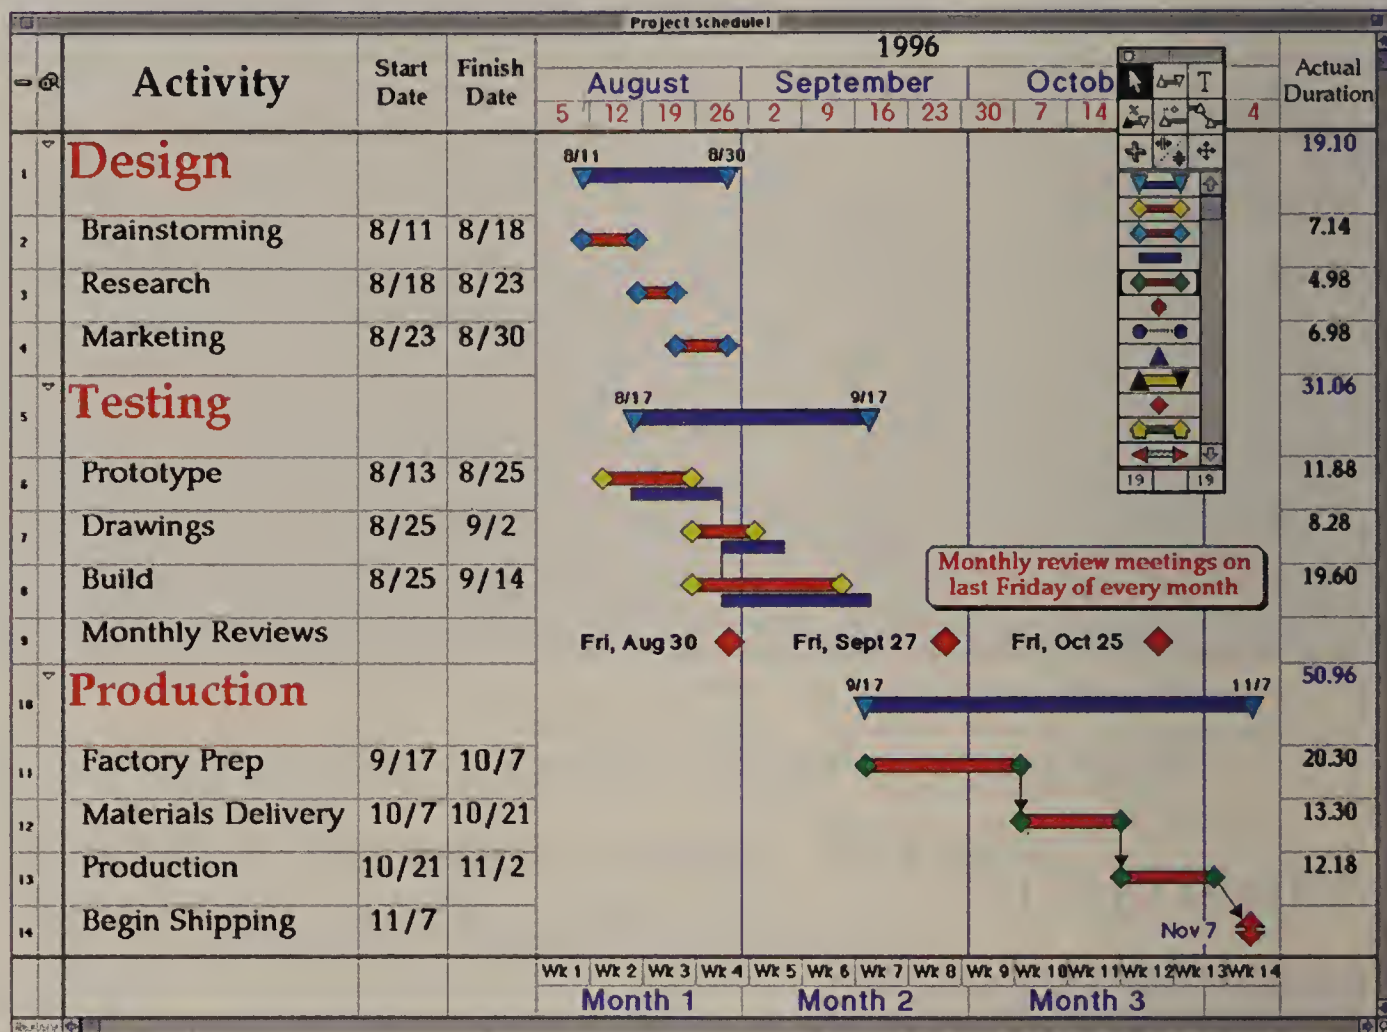 Project Schedule!
1996
Activity
Start Date
Finish Date
August
September
Octob
Actual Duration
5 12 19 26 2 9 16 23 30 7 14 4
T
1 Design 8/11 8/30 19.10
2 Brainstorming 8/11 8/18 7.14
3 Research 8/18 8/23 4.98
4 Marketing 8/23 8/30 6.98
5 Testing 8/17 9/17 31.06
6 Prototype 8/13 8/25 11.88
19 19
7 Drawings 8/25 9/2 8.28
8 Build 8/25 9/14 19.60
Monthly review meetings on
last Friday of every month
9 Monthly Reviews Fri, Aug 30 Fri, Sept 27 Fri, Oct 25
10 Production 9/17 11/7 50.96
11 Factory Prep 9/17 10/7 20.30
12 Materials Delivery 10/7 10/21 13.30
13 Production 10/21 11/2 12.18
14 Begin Shipping 11/7 Nov 7
Wk 1 Wk 2 Wk 3 Wk 4 Wk 5 Wk 6 Wk 7 Wk 8 Wk 9 Wk 10 Wk 11 Wk 12 Wk 13 Wk 14
Month 1 Month 2 Month 3